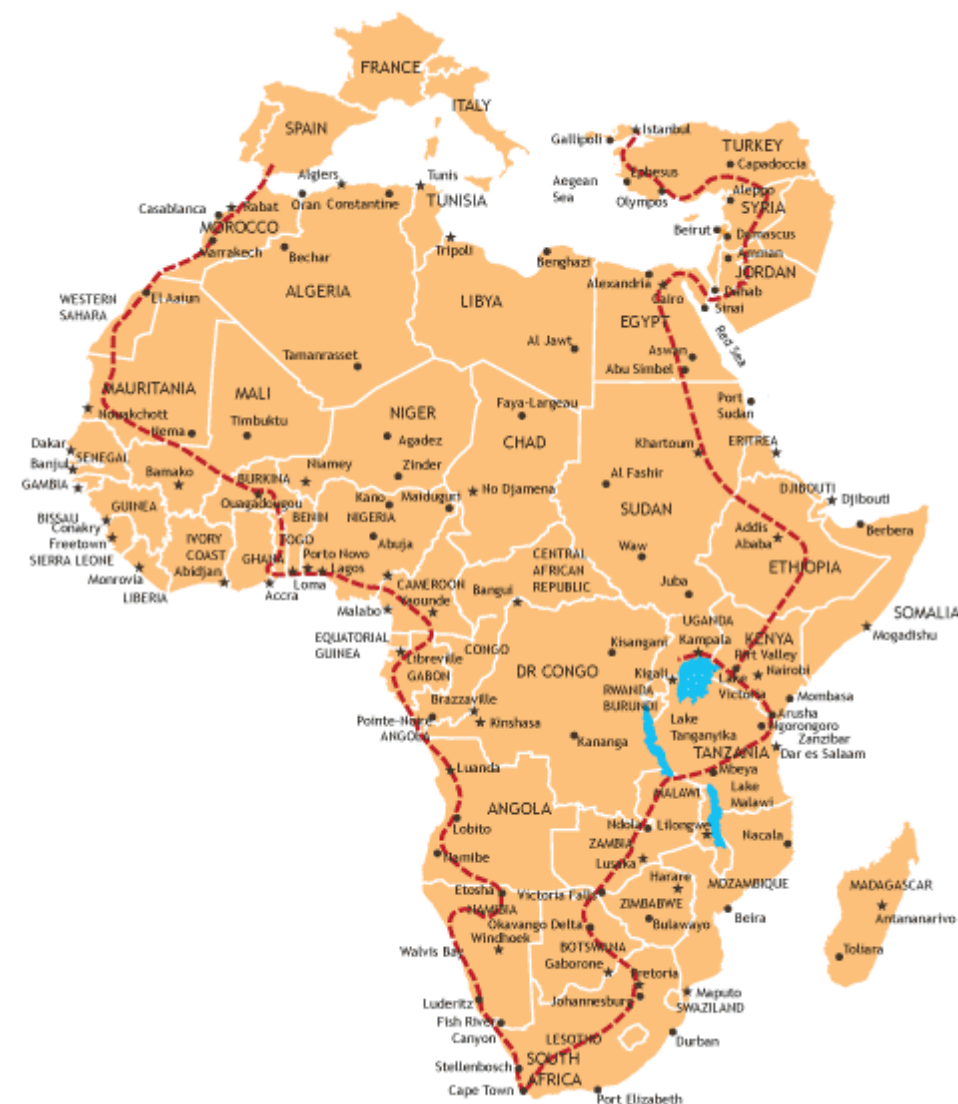 FRANCE
ITALY
SPAIN
Gallipoli
Istanbul
TURKEY
Capadoccia
Ephesus
Aegean
Sea
Olympos
Aleppo
SYRIA
Beirut
Damascus
Amman
JORDAN
Dahab
Sinai
Red Sea
Algiers
Tunis
Oran
Constantine
TUNISIA
Casablanca
Rabat
MOROCCO
Marrakech
Bechar
Tripoli
Benghazi
Alexandria
Cairo
WESTERN
SAHARA
El Aaiun
ALGERIA
LIBYA
EGYPT
Al Jawt
Aswan
Abu Simbel
Tamanrasset
MAURITANIA
MALI
NIGER
Nouakchott
Nema
Timbuktu
Agadez
Faya-Largeau
CHAD
Port
Sudan
Khartoum
ERITREA
Dakar
SENEGAL
Banjul
GAMBIA
Bamako
BURKINA
Niamey
Zinder
Ouagadougou
Kano
Maiduguri
No Djamena
Al Fashir
SUDAN
DJIBOUTI
Djibouti
Berbera
GUINEA
BISSAU
Conakry
Freetown
SIERRA LEONE
BENIN
NIGERIA
Abuja
IVORY
COAST
Abidjan
GHANA
TOGO
Porto Novo
Lagos
Loma
Accra
Monrovia
LIBERIA
Addis
Ababa
ETHIOPIA
Waw
Juba
CENTRAL
AFRICAN
REPUBLIC
CAMEROON
Yaounde
Bangui
Malabo
SOMALIA
Mogadishu
UGANDA
Kampala
KENYA
Rift Valley
Nairobi
EQUATORIAL
GUINEA
Libreville
GABON
CONGO
Kisangani
DR CONGO
Kigali
RWANDA
BURUNDI
Lake
Victoria
Mombasa
Arusha
Ngorongoro
Zanzibar
Dar es Salaam
Brazzaville
Pointe-Noire
ANGOLA
Kinshasa
Kananga
Lake
Tanganyika
TANZANIA
Mbeya
Luanda
ANGOLA
MALAWI
Lake
Malawi
Lobito
Ndola
Lilongwe
Nacala
ZAMBIA
Lusaka
Namibe
Etosha
NAMIBIA
Victoria Falls
Harare
MOZAMBIQUE
ZIMBABWE
Bulawayo
Beira
MADAGASCAR
Antananarivo
Toliara
Okavango Delta
Windhoek
Walvis Bay
BOTSWANA
Gaborone
Pretoria
Johannesburg
Maputo
SWAZILAND
Luderitz
Fish River
Canyon
LESOTHO
Durban
Stellenbosch
SOUTH
AFRICA
Cape Town
Port Elizabeth